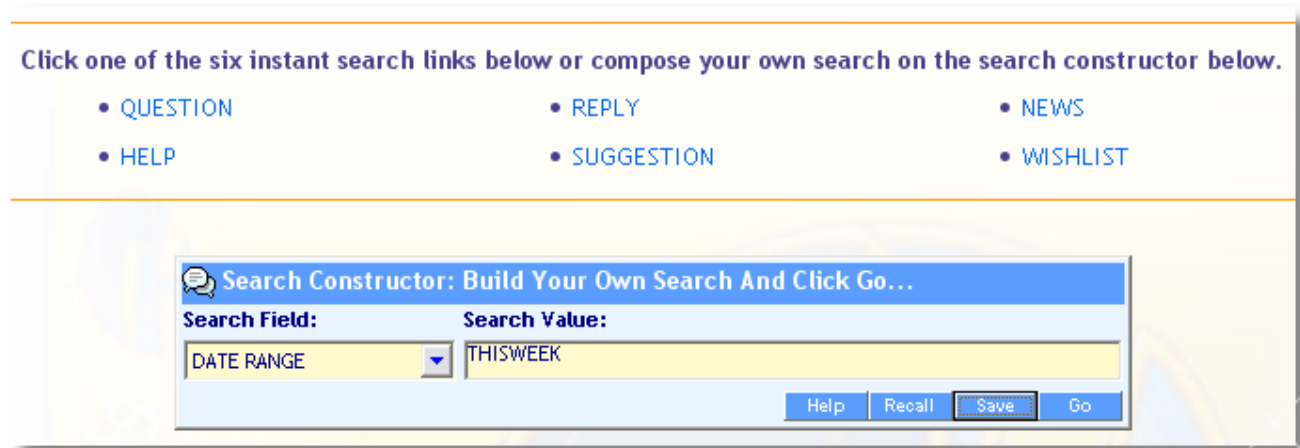 Click one of the six instant search links below or compose your own search on the search constructor below.
• QUESTION • REPLY • NEWS
• HELP • SUGGESTION • WISHLIST
Search Constructor: Build Your Own Search And Click Go...
Search Field: Search Value:
DATE RANGE THISWEEK
Help Recall Save Go